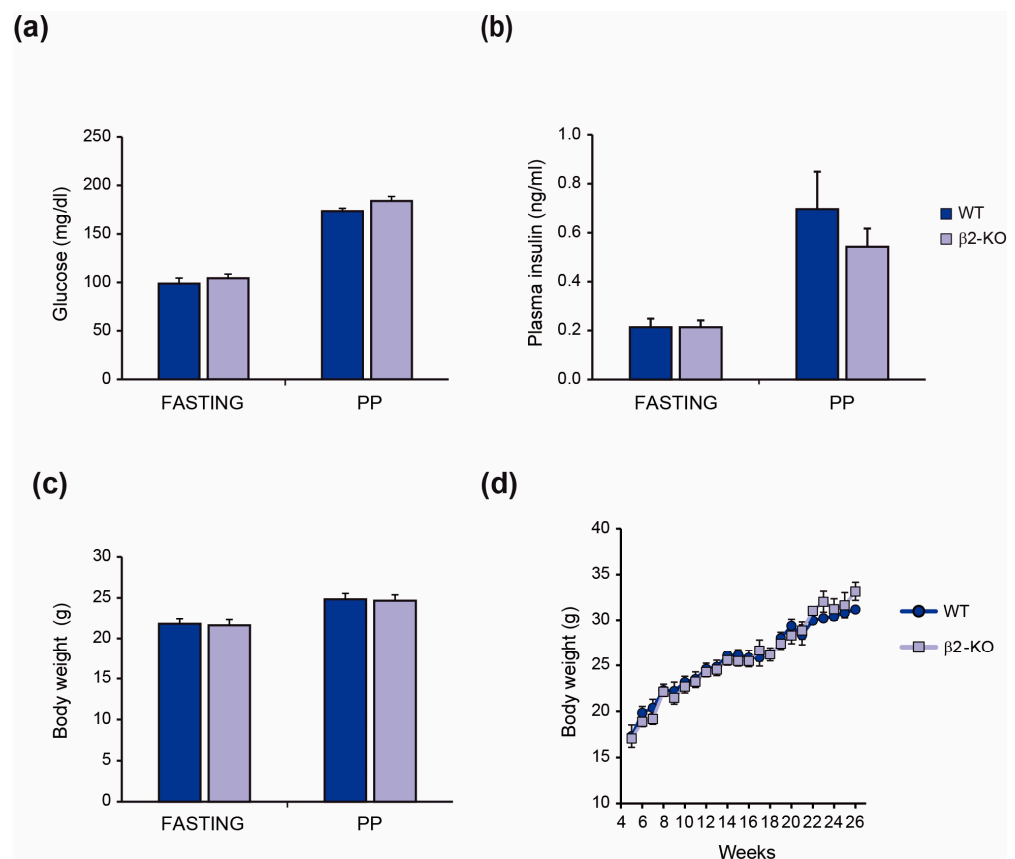 (a)
Glucose (mg/dl)
250
200
150
100
50
0
FASTING PP
(b)
Plasma insulin (ng/ml)
1.0
0.8
0.6
0.4
0.2
0.0
FASTING PP
WT
β2-KO
(c)
Body weight (g)
30
25
20
15
10
5
0
FASTING PP
(d)
Body weight (g)
40
35
30
25
20
15
10
4 6 8 10 12 14 16 18 20 22 24 26
Weeks
WT
β2-KO